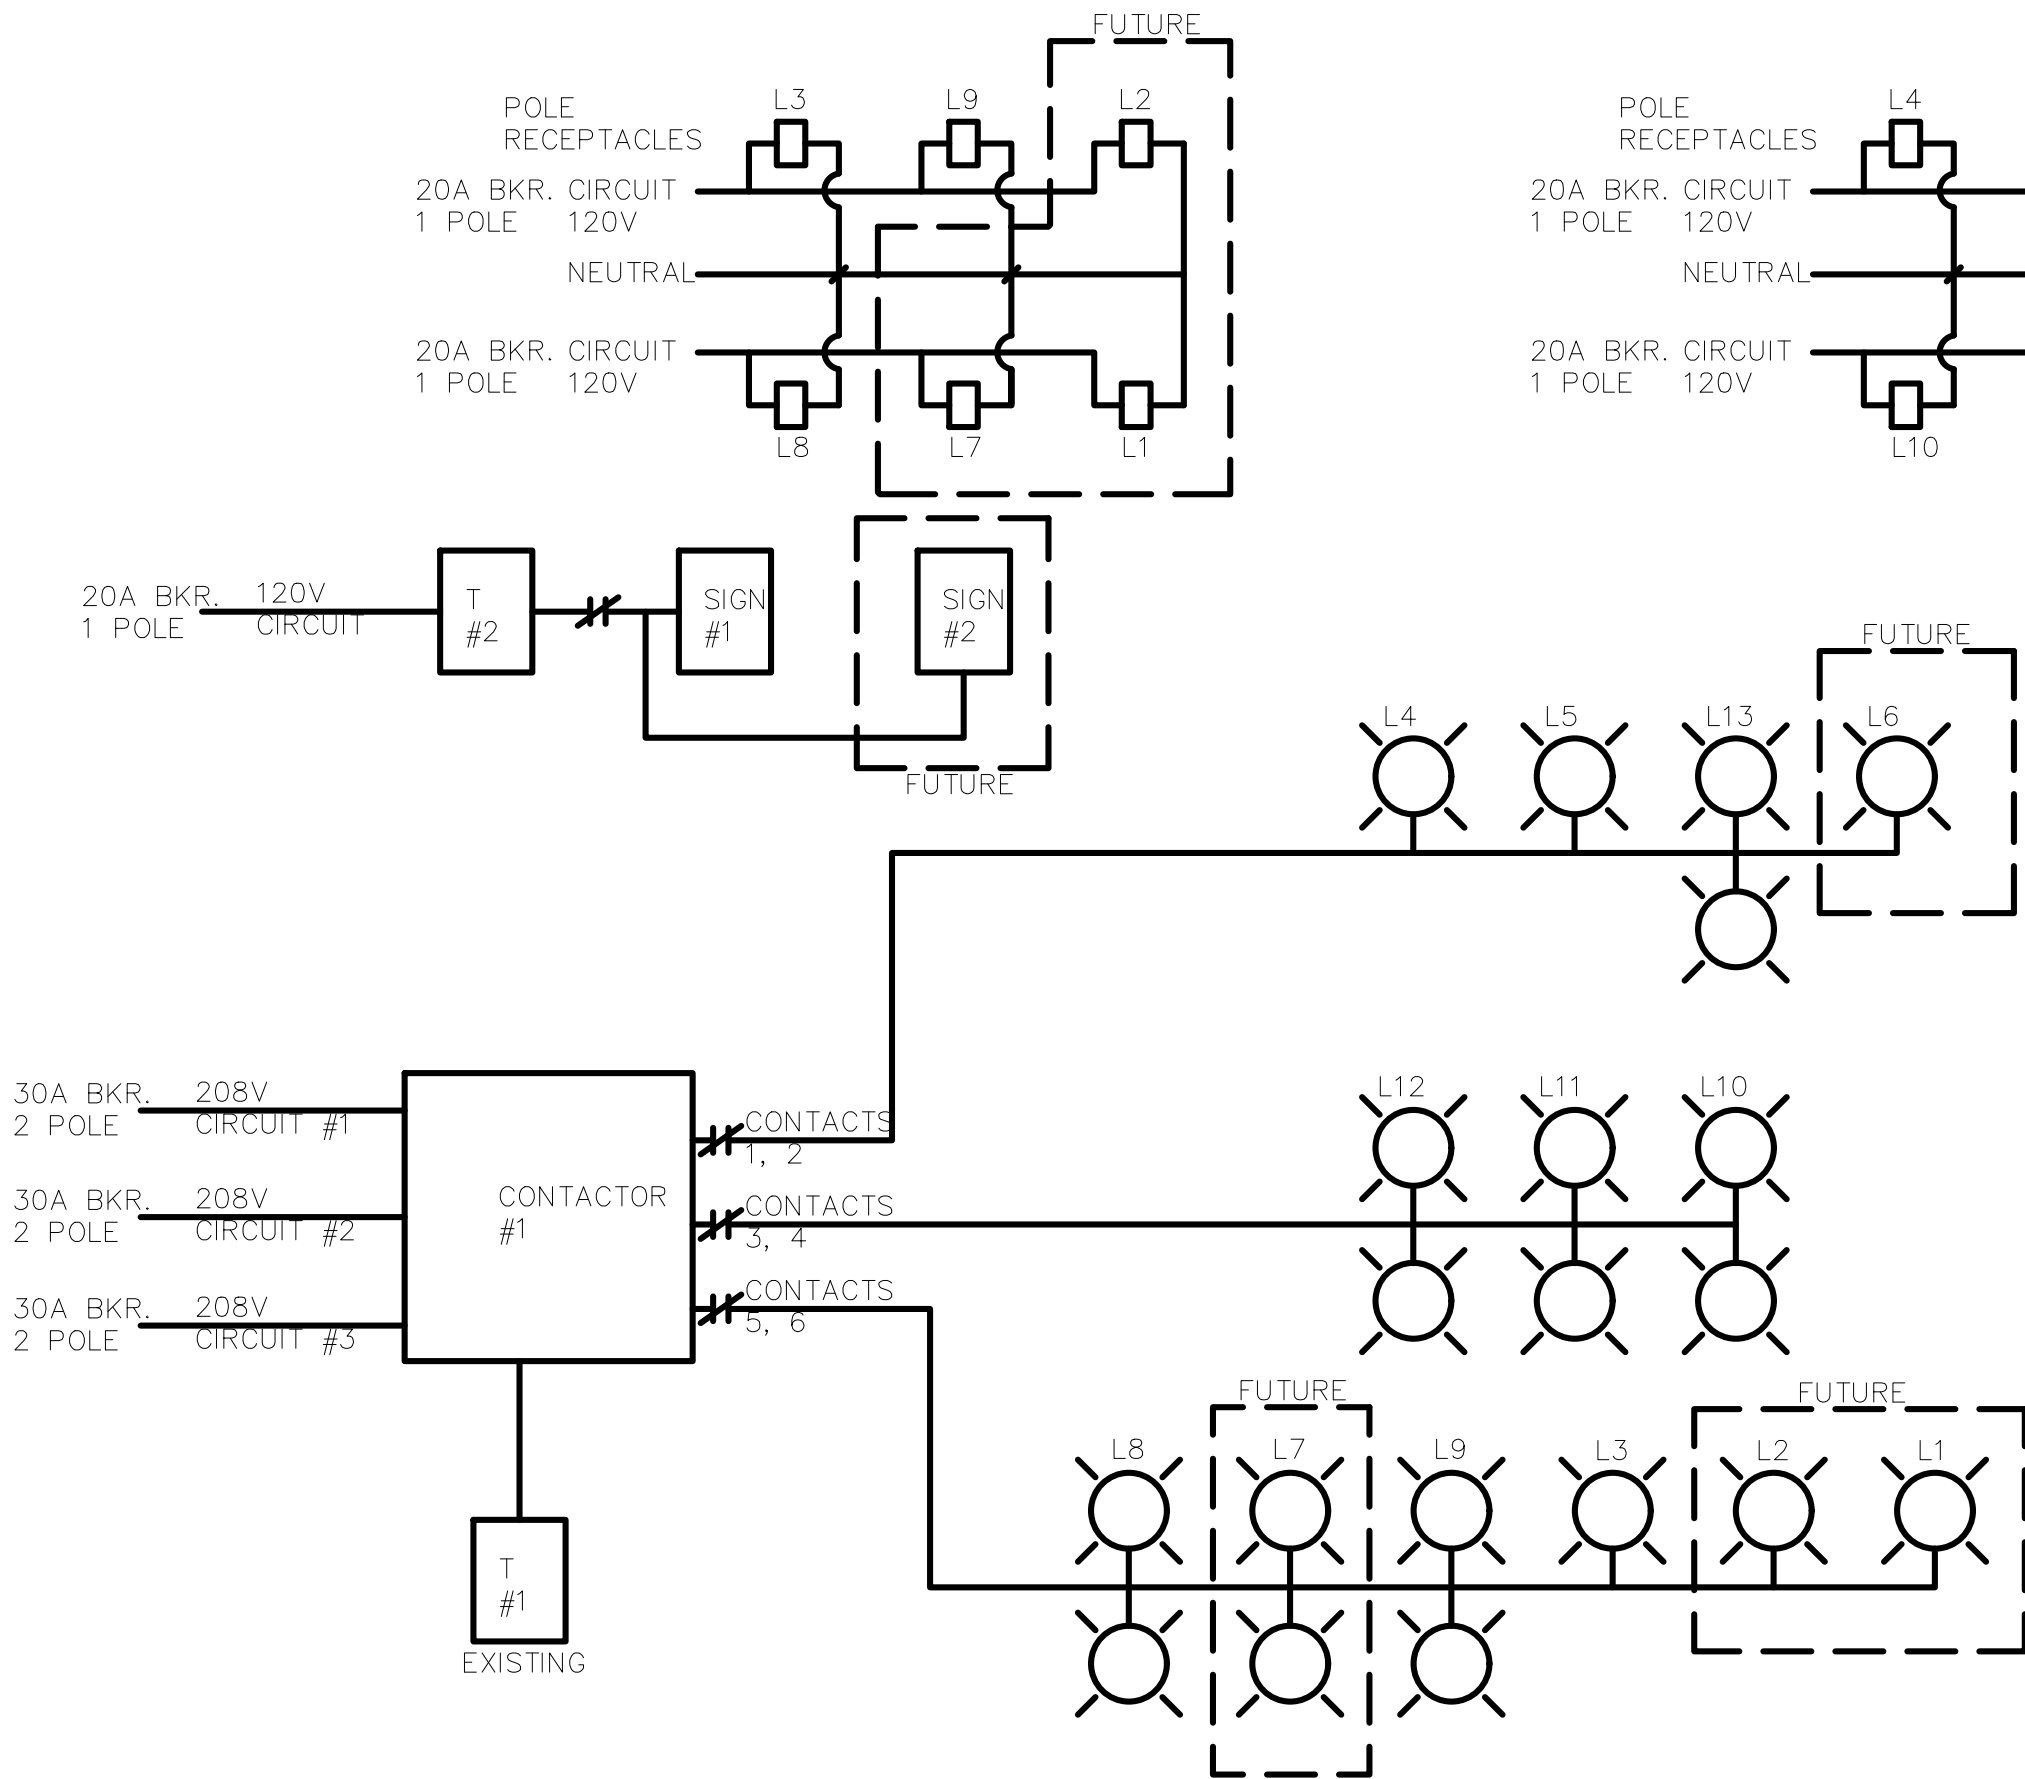 FUTURE
POLE
RECEPTACLES
L3
L9
L2
20A BKR. CIRCUIT
1 POLE 120V
NEUTRAL
20A BKR. CIRCUIT
1 POLE 120V
L8
L7
L1
POLE
RECEPTACLES
L4
20A BKR. CIRCUIT
1 POLE 120V
NEUTRAL
20A BKR. CIRCUIT
1 POLE 120V
L10
20A BKR.
1 POLE
120V
CIRCUIT
T
#2
SIGN
#1
SIGN
#2
FUTURE
FUTURE
L4
L5
L13
L6
30A BKR.
2 POLE
208V
CIRCUIT #1
30A BKR.
2 POLE
208V
CIRCUIT #2
30A BKR.
2 POLE
208V
CIRCUIT #3
CONTACTOR
#1
CONTACTS
1, 2
CONTACTS
3, 4
CONTACTS
5, 6
L12
L11
L10
FUTURE
FUTURE
L8
L7
L9
L3
L2
L1
T
#1
EXISTING